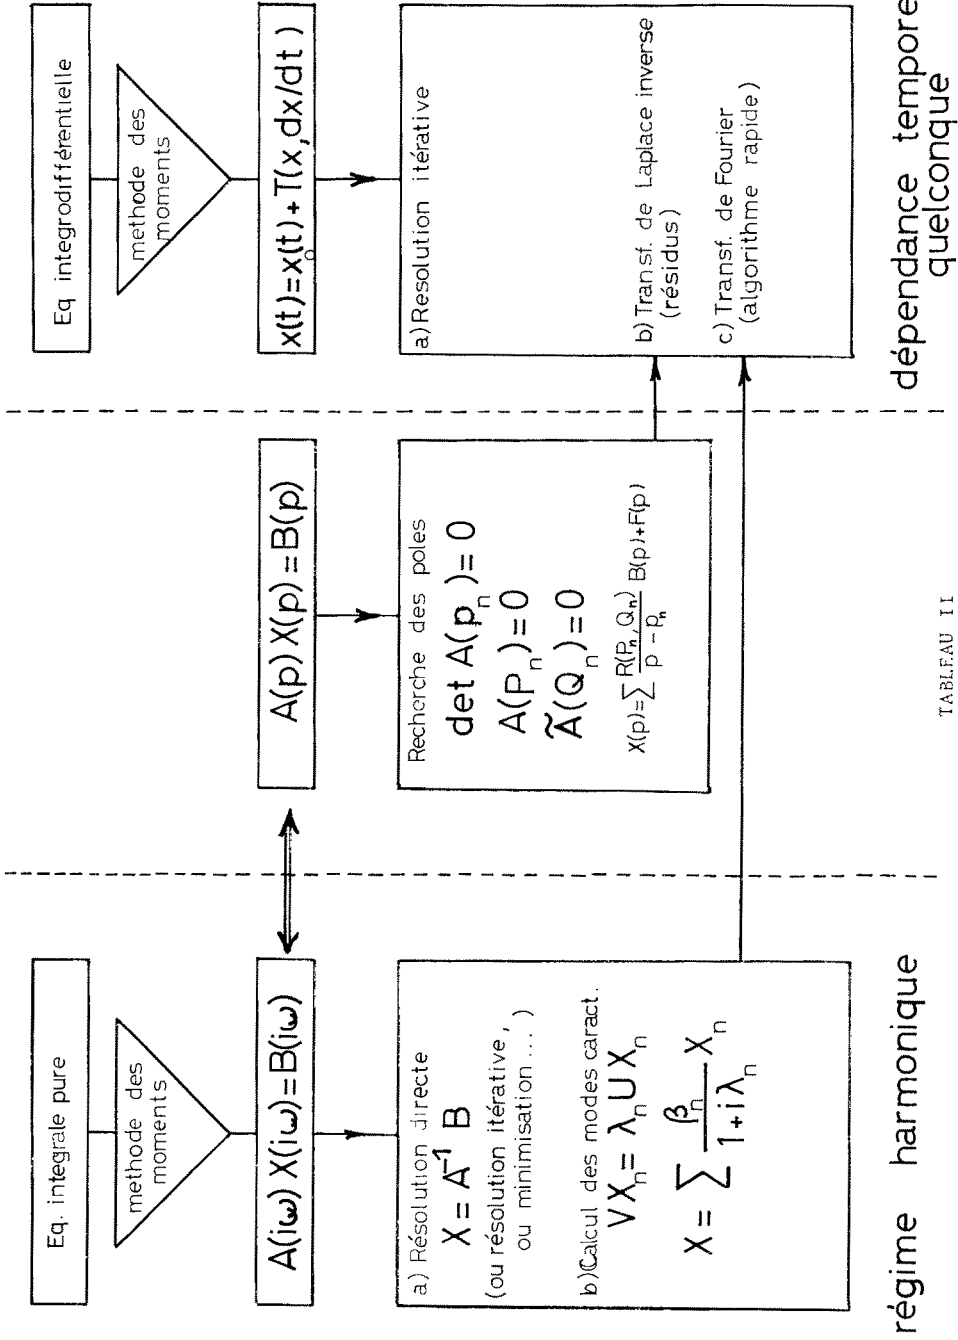 Eq. integrale pure
methode des
moments
A(iω) X(iω)=B(iω)
a) Résolution directe
X = A⁻¹ B
(ou résolution itérative,
ou minimisation ... )
b)Calcul des modes caract.
VXₙ = λₙ U Xₙ
X = ∑ βₙ / (1+iλₙ) Xₙ
régime harmonique
A(p) X(p) = B(p)
Recherche des poles
det A(pₙ) = 0
A(Pₙ) = 0
Ã(Qₙ) = 0
X(p)=∑ R(Pₙ, Qₙ) / (p - pₙ) B(p)+F(p)
Eq integrodifférentielle
methode des
moments
x(t)=x₀(t) + T(x,dx/dt )
a) Resolution itérative
b) Transf. de Laplace inverse
(résidus)
c) Transf. de Fourier
(algorithme rapide)
dépendance tempore
quelconque
TABLEAU II